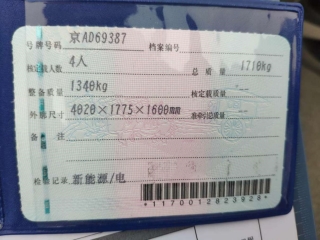 号牌号码 京AD69387 档案编号
核定载人数 4人 总质量 1710kg
整备质量 1340kg 核定载质量 --
外廓尺寸 4020×1775×1600mm 准牵引总质量 --
备注
检验记录 新能源/电
*1170012823928*